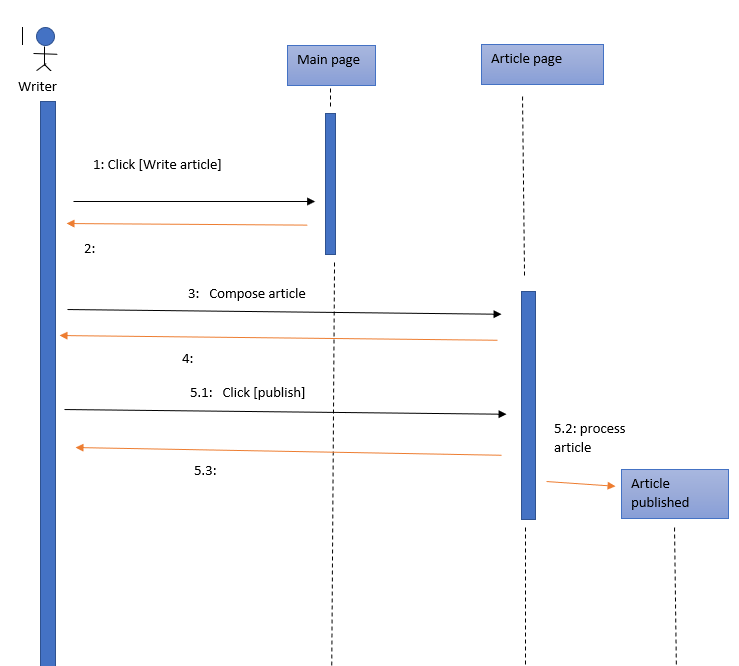 Writer
Main page
Article page
1: Click [Write article]
2:
3: Compose article
4:
5.1: Click [publish]
5.2: process
article
5.3:
Article
published